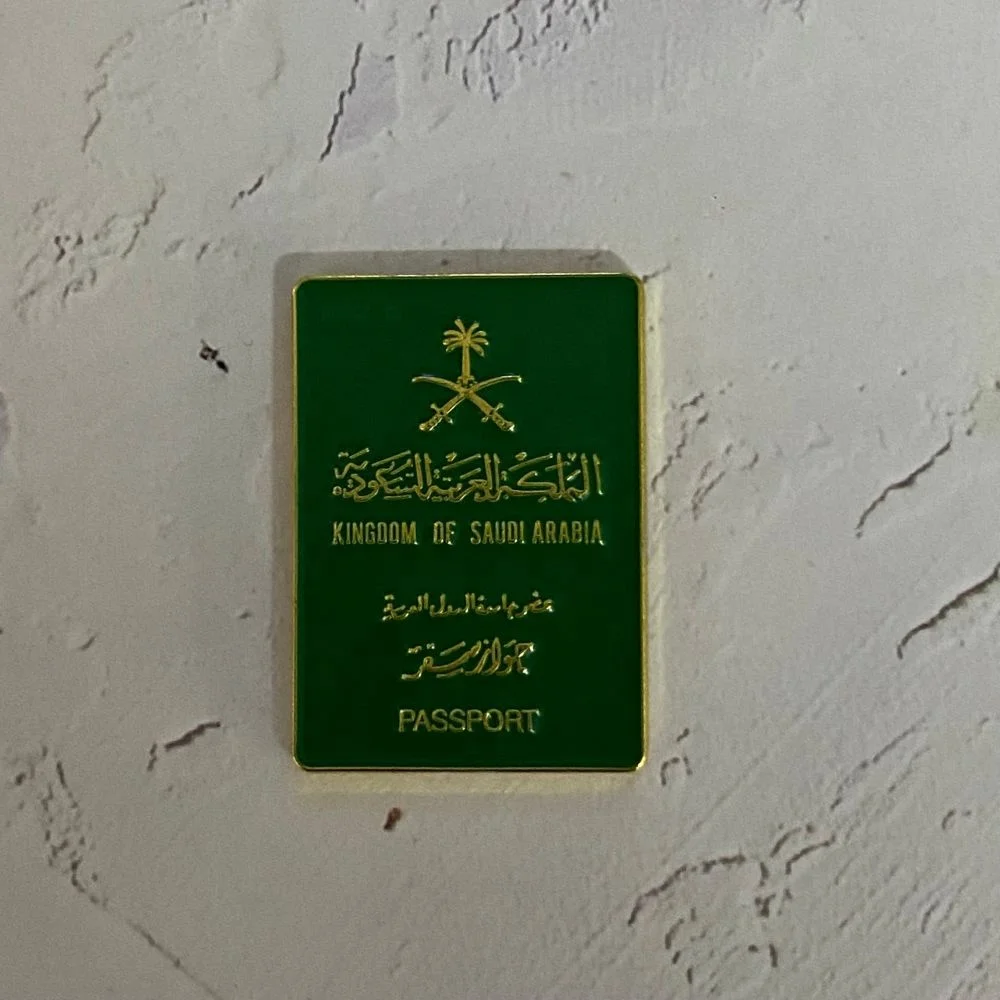 المملكة العربية السعودية
KINGDOM OF SAUDI ARABIA
عضو جامعة الدول العربية
جواز سفر
PASSPORT